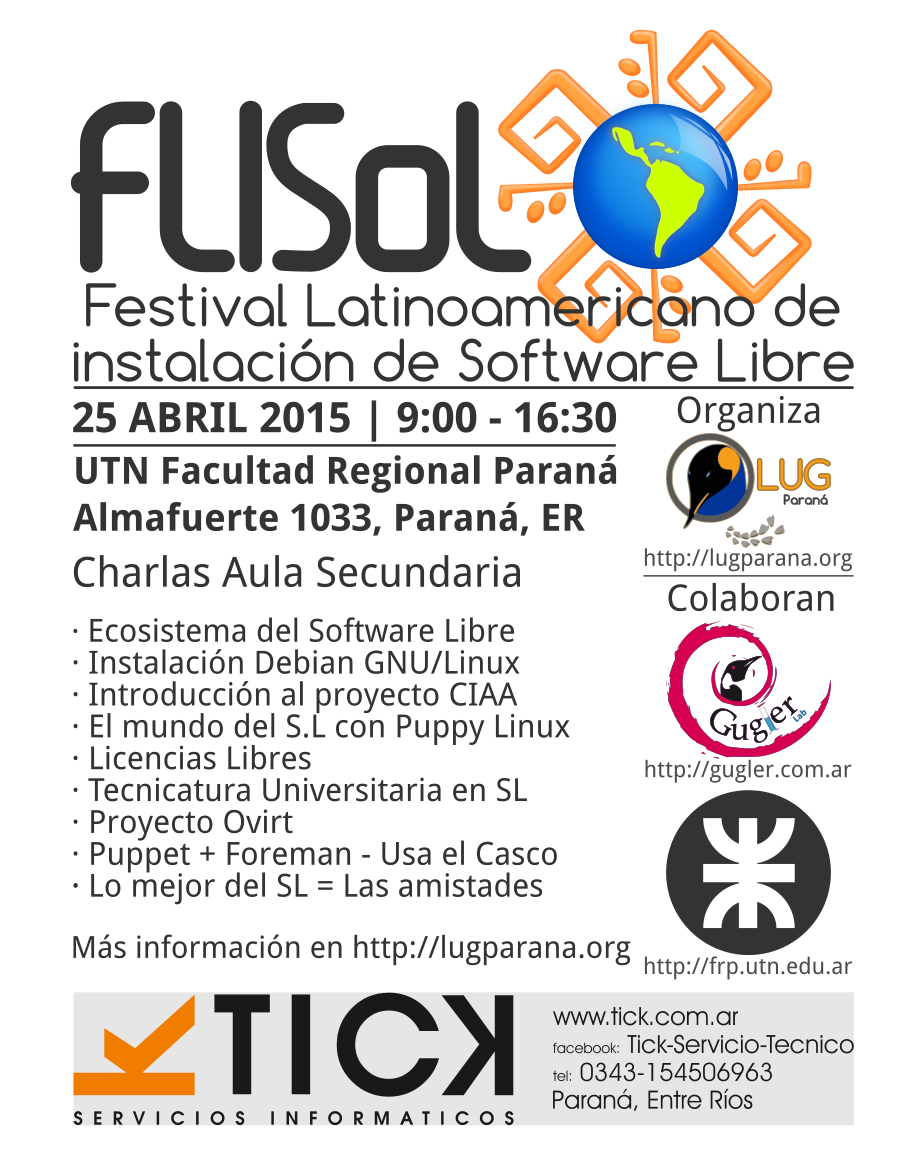 FLISoL
Festival Latinoamericano de
instalación de Software Libre
25 ABRIL 2015 | 9:00 - 16:30
UTN Facultad Regional Paraná
Almafuerte 1033, Paraná, ER
Charlas Aula Secundaria
· Ecosistema del Software Libre
· Instalación Debian GNU/Linux
· Introducción al proyecto CIAA
· El mundo del S.L con Puppy Linux
· Licencias Libres
· Tecnicatura Universitaria en SL
· Proyecto Ovirt
· Puppet + Foreman - Usa el Casco
· Lo mejor del SL = Las amistades
Más información en http://lugparana.org
Organiza
LUG
Paraná
http://lugparana.org
Colaboran
Gugler
Lab
http://gugler.com.ar
http://frp.utn.edu.ar
TICK
SERVICIOS INFORMATICOS
www.tick.com.ar
facebook: Tick-Servicio-Tecnico
tel: 0343-154506963
Paraná, Entre Ríos